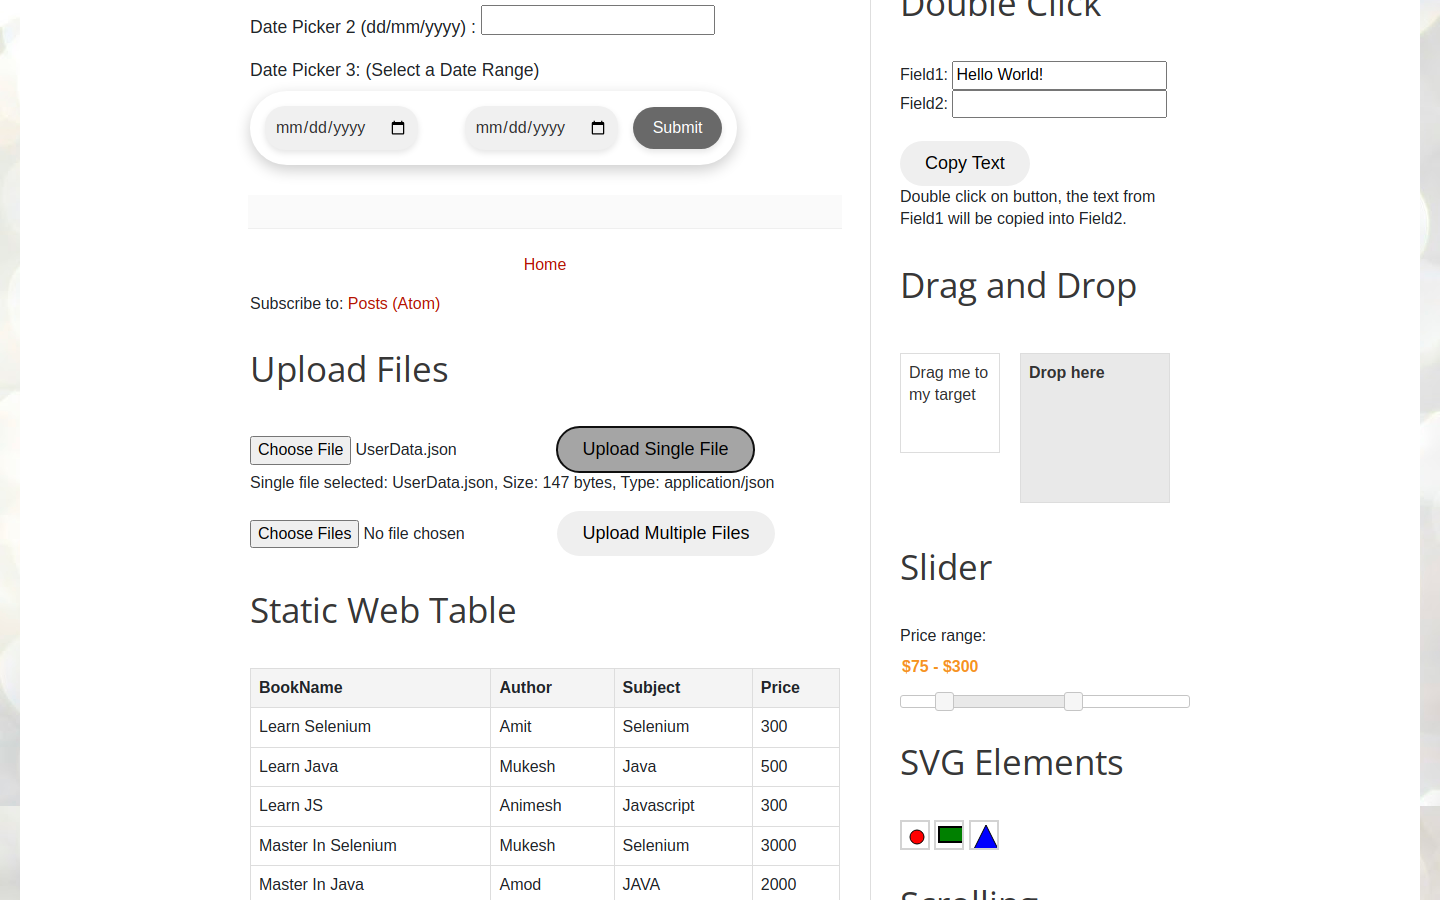 Date Picker 2 (dd/mm/yyyy) :
Date Picker 3: (Select a Date Range)
mm/dd/yyyy mm/dd/yyyy Submit
Home
Subscribe to: Posts (Atom)
Upload Files
Choose File UserData.json Upload Single File
Single file selected: UserData.json, Size: 147 bytes, Type: application/json
Choose Files No file chosen Upload Multiple Files
Static Web Table
BookName Author Subject Price
Learn Selenium Amit Selenium 300
Learn Java Mukesh Java 500
Learn JS Animesh Javascript 300
Master In Selenium Mukesh Selenium 3000
Master In Java Amod JAVA 2000
Double Click
Field1: Hello World!
Field2:
Copy Text
Double click on button, the text from
Field1 will be copied into Field2.
Drag and Drop
Drag me to
my target
Drop here
Slider
Price range:
$75 - $300
SVG Elements
Scrolling